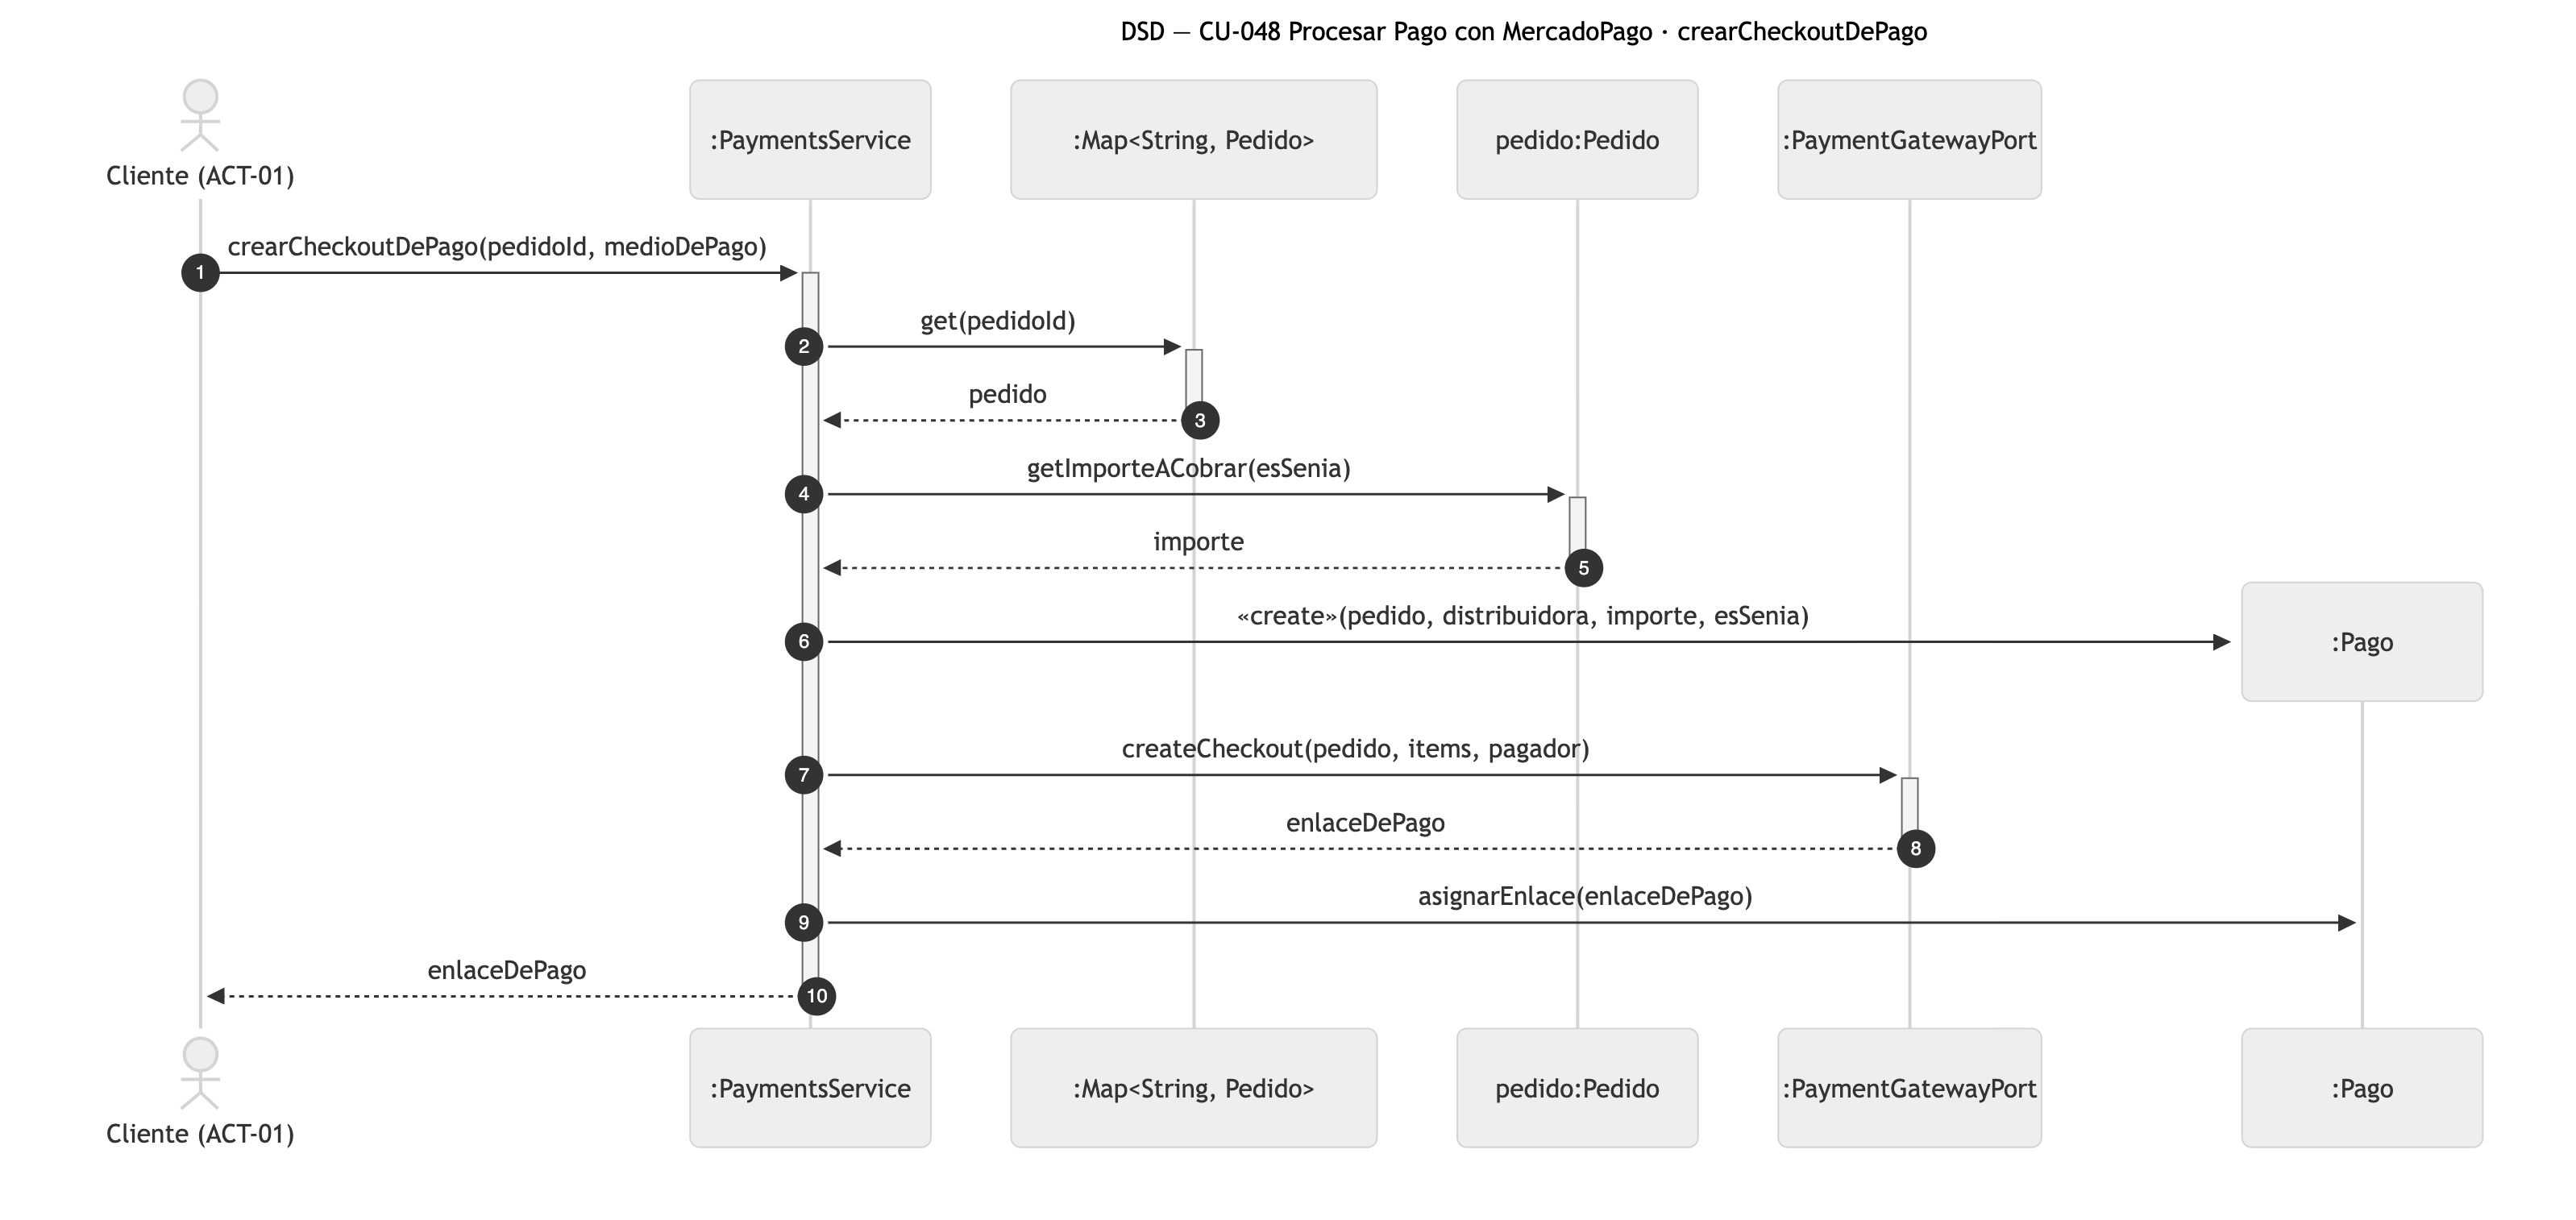 DSD — CU-048 Procesar Pago con MercadoPago · crearCheckoutDePago
Cliente (ACT-01)
:PaymentsService
:Map<String, Pedido>
pedido:Pedido
:PaymentGatewayPort
crearCheckoutDePago(pedidoId, medioDePago)
1
get(pedidoId)
2
pedido
3
getImporteACobrar(esSenia)
4
importe
5
«create»(pedido, distribuidora, importe, esSenia)
6
:Pago
createCheckout(pedido, items, pagador)
7
enlaceDePago
8
asignarEnlace(enlaceDePago)
9
enlaceDePago
10
Cliente (ACT-01)
:PaymentsService
:Map<String, Pedido>
pedido:Pedido
:PaymentGatewayPort
:Pago